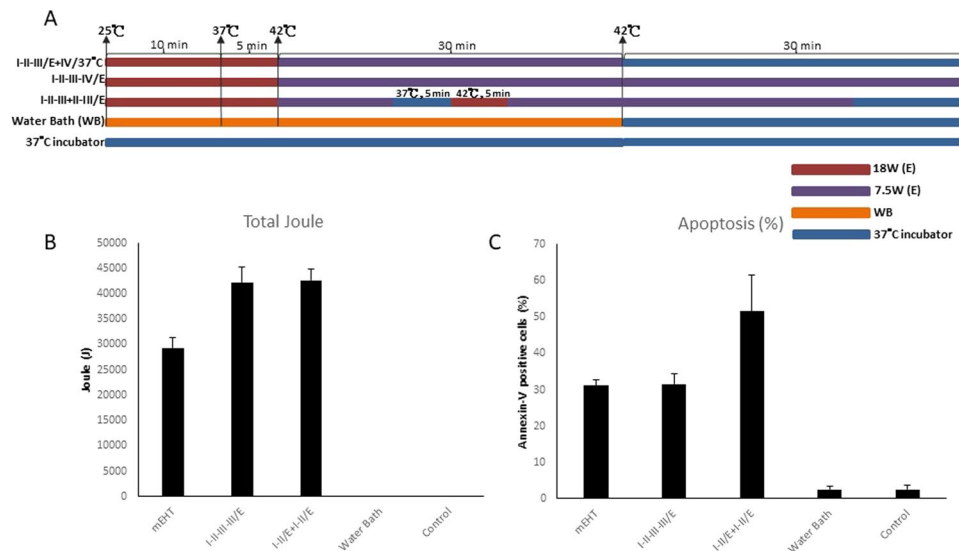 A
25℃
37℃
42℃
42℃
10 min
5 min
30 min
30 min
I-II-III/E+IV/37℃
I-II-III-IV/E
I-II-III+II-III/E
37℃, 5min
42℃, 5min
Water Bath (WB)
37℃ incubator
18W (E)
7.5W (E)
WB
37℃ incubator
B
Total Joule
50000
45000
40000
35000
30000
25000
20000
15000
10000
5000
0
Joule (J)
mEHT
I-II-III-III/E
I-II/E+I-II/E
Water Bath
Control
C
Apoptosis (%)
70
60
50
40
30
20
10
0
Annexin-V positive cells (%)
mEHT
I-II-III-III/E
I-II/E+I-II/E
Water Bath
Control